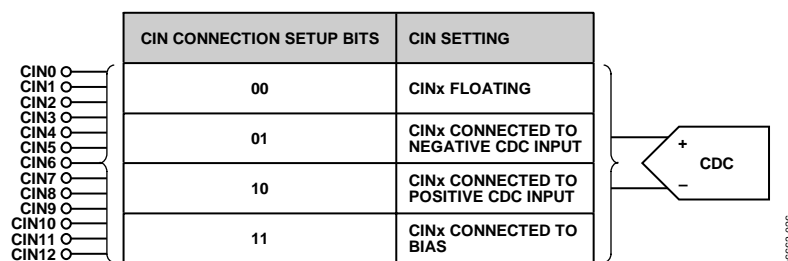 CIN CONNECTION SETUP BITS
CIN SETTING
CIN0
CIN1
CIN2
CIN3
CIN4
CIN5
CIN6
CIN7
CIN8
CIN9
CIN10
CIN11
CIN12
00
CINx FLOATING
01
CINx CONNECTED TO
NEGATIVE CDC INPUT
10
CINx CONNECTED TO
POSITIVE CDC INPUT
11
CINx CONNECTED TO
BIAS
+
–
CDC